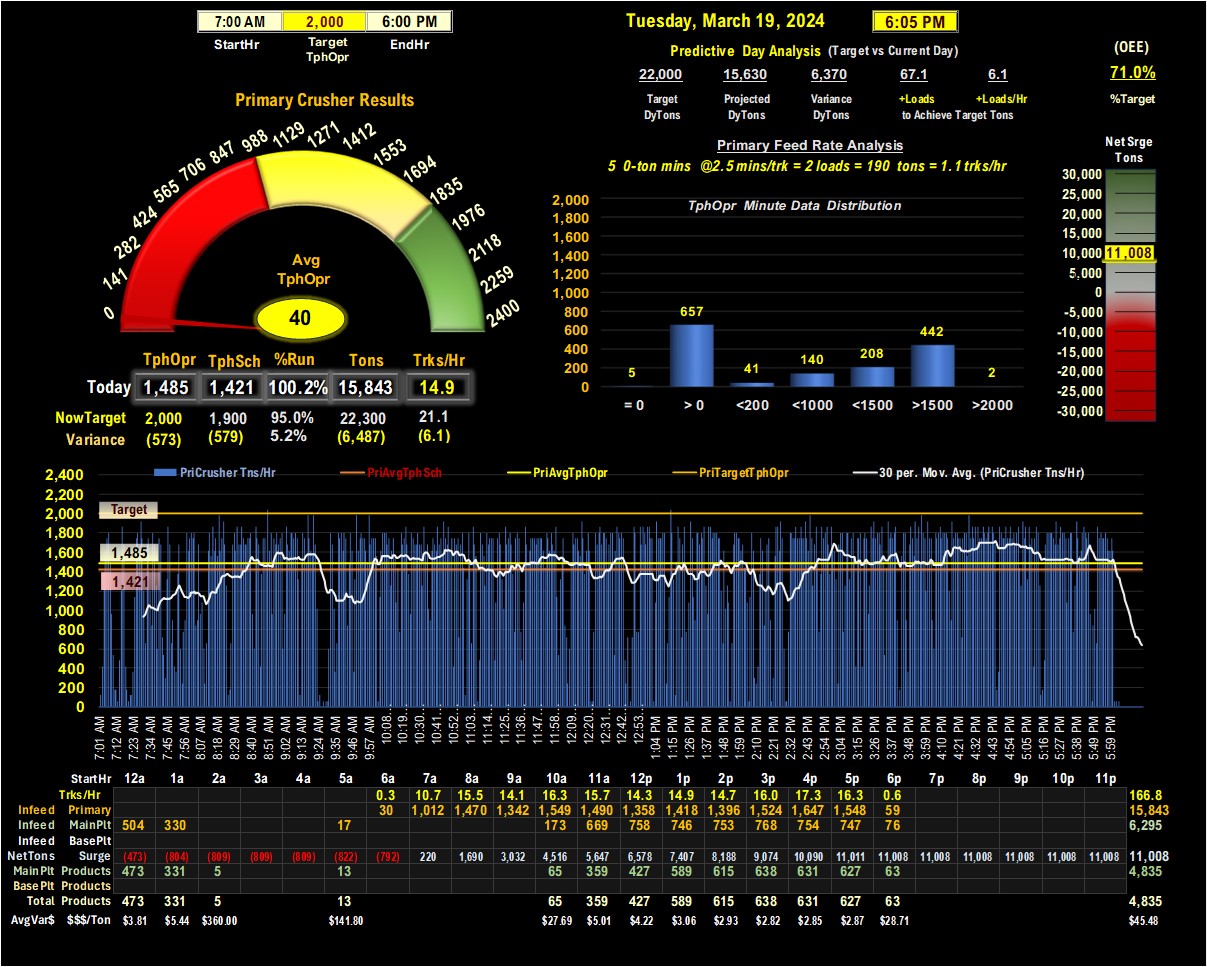 7:00 AM 2,000 6:00 PM
StartHr Target TphOpr EndHr
Tuesday, March 19, 2024 6:05 PM
Predictive Day Analysis (Target vs Current Day)
22,000 15,630 6,370 67.1 6.1
Target Projected Variance +Loads +Loads/Hr
DyTons DyTons DyTons to Achieve Target Tons
(OEE)
71.0%
%Target
Primary Crusher Results
0
141
282
424
565
706
847
988
1129
1271
1412
1553
1694
1835
1976
2118
2259
2400
Avg
TphOpr
40
TphOpr TphSch %Run Tons Trks/Hr
Today 1,485 1,421 100.2% 15,843 14.9
NowTarget 2,000 1,900 95.0% 22,300 21.1
Variance (573) (579) 5.2% (6,487) (6.1)
Primary Feed Rate Analysis
5 0-ton mins @2.5 mins/trk = 2 loads = 190 tons = 1.1 trks/hr
TphOpr Minute Data Distribution
2,000
1,800
1,600
1,400
1,200
1,000
800
600
400
200
0
5 657 41 140 208 442 2
= 0 > 0 <200 <1000 <1500 >1500 >2000
Net Srge
Tons
30,000
25,000
20,000
15,000
10,000 11,008
5,000
0
-5,000
-10,000
-15,000
-20,000
-25,000
-30,000
PriCrusher Tns/Hr PriAvgTphSch PriAvgTphOpr PriTargetTphOpr 30 per. Mov. Avg. (PriCrusher Tns/Hr)
2,400
2,200
2,000
1,800
1,600
1,400
1,200
1,000
800
600
400
200
0
Target
1,485
1,421
7:01 AM
7:12 AM
7:23 AM
7:34 AM
7:45 AM
7:56 AM
8:07 AM
8:18 AM
8:29 AM
8:40 AM
8:51 AM
9:02 AM
9:13 AM
9:24 AM
9:35 AM
9:46 AM
9:57 AM
10:08...
10:19...
10:30...
10:41...
10:52...
11:03...
11:14...
11:25...
11:36...
11:47...
11:58...
12:09...
12:20...
12:31...
12:42...
12:53...
1:04 PM
1:15 PM
1:26 PM
1:37 PM
1:48 PM
1:59 PM
2:10 PM
2:21 PM
2:32 PM
2:43 PM
2:54 PM
3:04 PM
3:15 PM
3:26 PM
3:37 PM
3:48 PM
3:59 PM
4:10 PM
4:21 PM
4:32 PM
4:43 PM
4:54 PM
5:05 PM
5:16 PM
5:27 PM
5:38 PM
5:49 PM
5:59 PM
StartHr 12a 1a 2a 3a 4a 5a 6a 7a 8a 9a 10a 11a 12p 1p 2p 3p 4p 5p 6p 7p 8p 9p 10p 11p
Trks/Hr 0.3 10.7 15.5 14.1 16.3 15.7 14.3 14.9 14.7 16.0 17.3 16.3 0.6 166.8
Infeed Primary 30 1,012 1,470 1,342 1,549 1,490 1,358 1,418 1,396 1,524 1,647 1,548 59 15,843
Infeed MainPlt 504 330 17 173 669 758 746 753 768 754 747 76 6,295
Infeed BasePlt
NetTons Surge (473) (804) (809) (809) (809) (822) (792) 220 1,690 3,032 4,516 5,647 6,578 7,407 8,188 9,074 10,090 11,011 11,008 11,008 11,008 11,008 11,008 11,008 11,008
MainPlt Products 473 331 5 13 65 359 427 589 615 638 631 627 63 4,835
BasePlt Products
Total Products 473 331 5 13 65 359 427 589 615 638 631 627 63 4,835
AvgVar$ $$$/Ton $3.81 $5.44 $360.00 $141.80 $27.69 $5.01 $4.22 $3.06 $2.93 $2.82 $2.85 $2.87 $28.71 $45.48